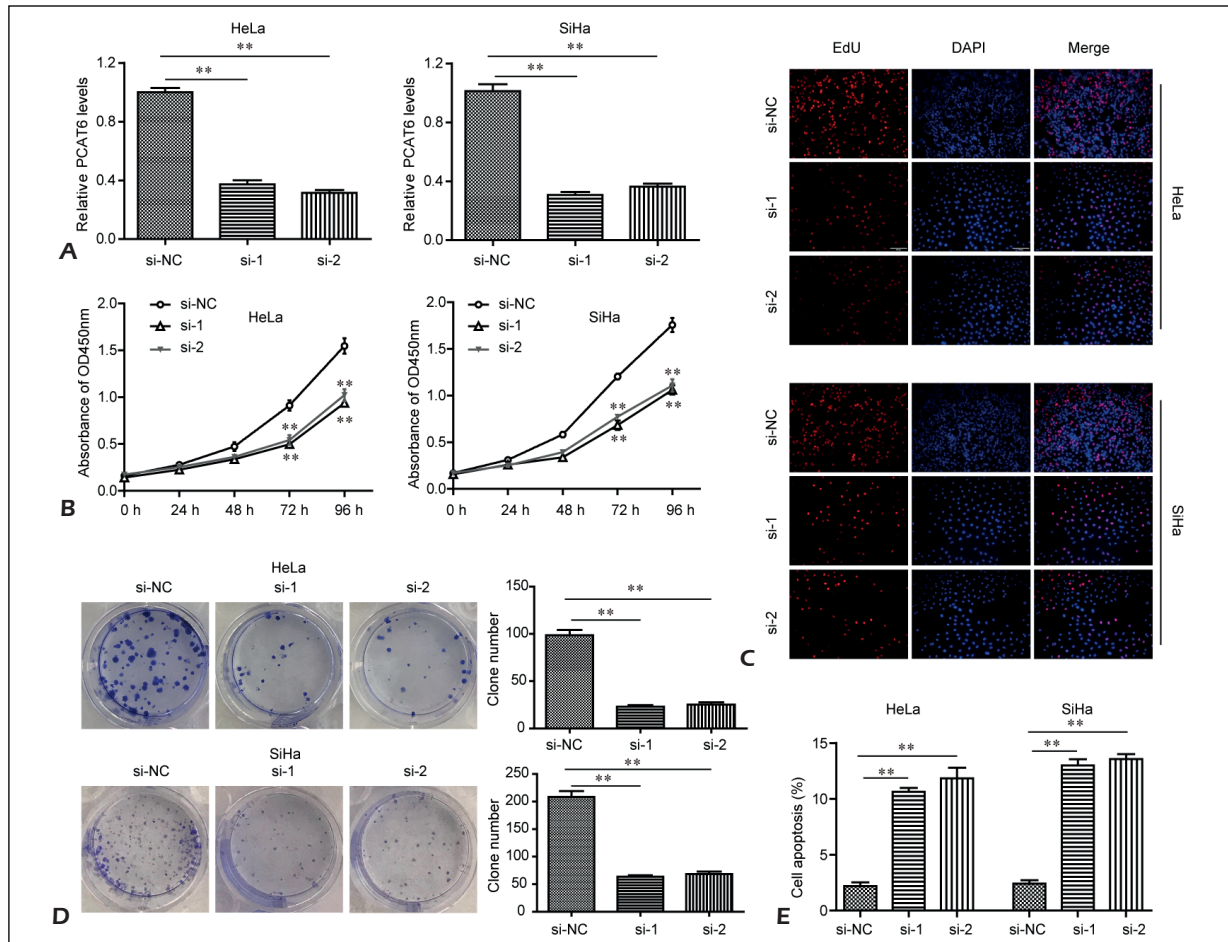 HeLa
Relative PCAT6 levels
1.2
0.8
0.4
0.0
**
**
si-NC
si-1
si-2
A
SiHa
Relative PCAT6 levels
1.2
0.8
0.4
0.0
**
**
si-NC
si-1
si-2
HeLa
Absorbance of OD450nm
2.0
1.5
1.0
0.5
0.0
si-NC
si-1
si-2
**
**
**
**
0 h
24 h
48 h
72 h
96 h
B
SiHa
Absorbance of OD450nm
2.0
1.5
1.0
0.5
0.0
si-NC
si-1
si-2
**
**
**
**
0 h
24 h
48 h
72 h
96 h
EdU
DAPI
Merge
si-NC
si-1
si-2
HeLa
si-NC
si-1
si-2
SiHa
C
HeLa
si-NC
si-1
si-2
Clone number
150
100
50
0
**
**
si-NC
si-1
si-2
SiHa
si-NC
si-1
si-2
Clone number
250
200
150
100
50
0
**
**
si-NC
si-1
si-2
D
HeLa
SiHa
Cell apoptosis (%)
15
10
5
0
**
**
**
**
si-NC
si-1
si-2
si-NC
si-1
si-2
E